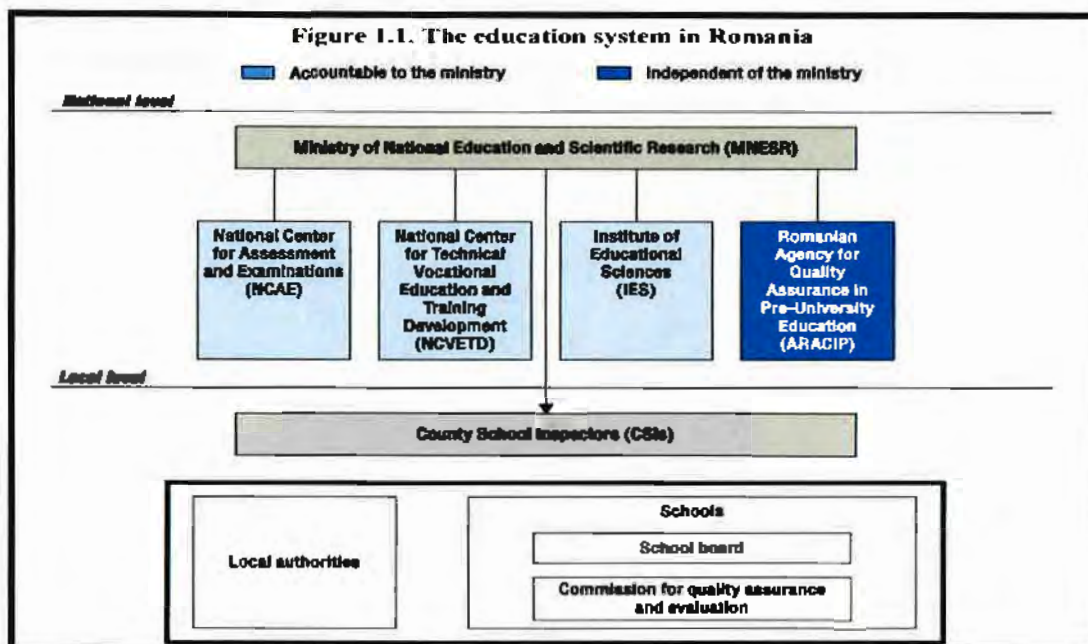 Figure 1.1. The education system in Romania
Accountable to the ministry
Independent of the ministry
National level
Ministry of National Education and Scientific Research (MNESR)
National Center
for Assessment
and Examinations
(NCAE)
National Center
for Technical
Vocational
Education and
Training
Development
(NCVETD)
Institute of
Educational
Sciences
(IES)
Romanian
Agency for
Quality
Assurance in
Pre-University
Education
(ARACIP)
Local level
County School Inspectors (CSIs)
Local authorities
Schools
School board
Commission for quality assurance
and evaluation